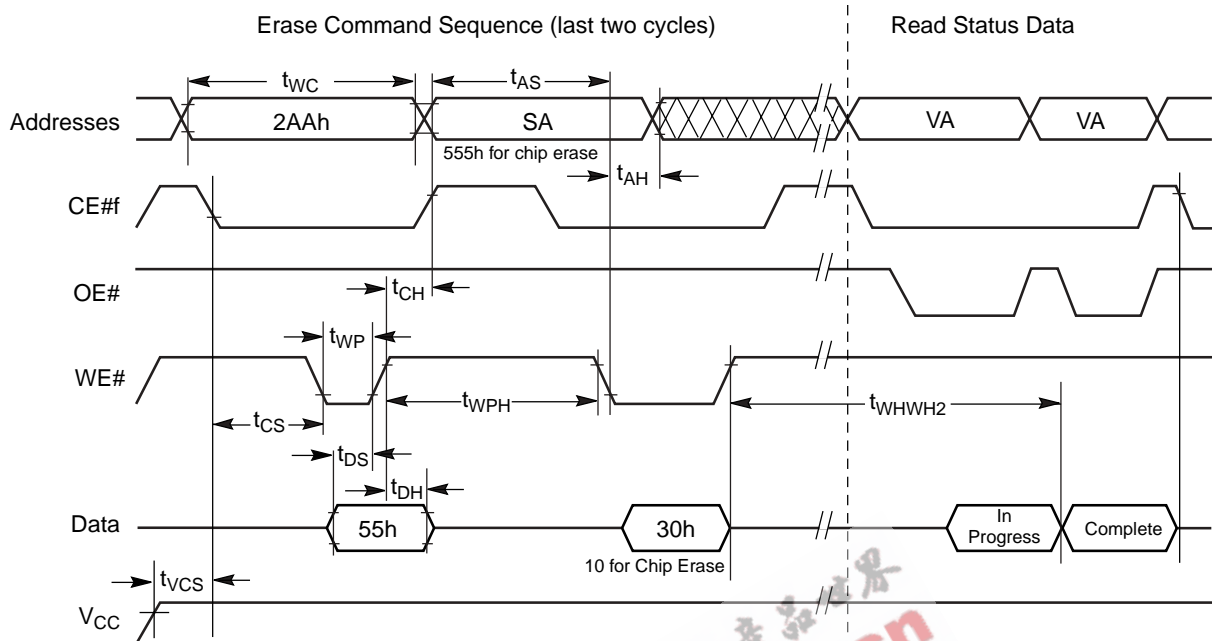 Erase Command Sequence (last two cycles) Read Status Data
tWC tAS
Addresses 2AAh SA VA VA
555h for chip erase
tAH
CE#f
OE#
tCH
tWP
WE#
tWPH tWHWH2
tCS
tDS
tDH
Data 55h 30h In Progress Complete
10 for Chip Erase
tVCS
VCC